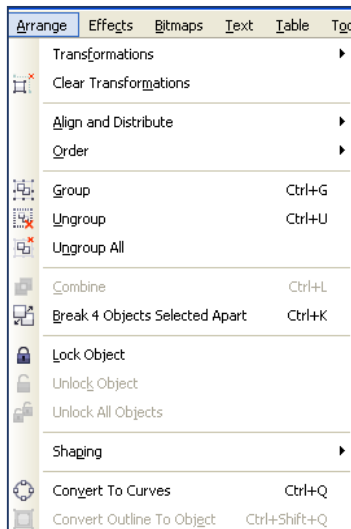 Arrange Effects Bitmaps Text Table
Transformations
Clear Transformations
Align and Distribute
Order
Group Ctrl+G
Ungroup Ctrl+U
Ungroup All
Combine Ctrl+L
Break 4 Objects Selected Apart Ctrl+K
Lock Object
Unlock Object
Unlock All Objects
Shaping
Convert To Curves Ctrl+Q
Convert Outline To Object Ctrl+Shift+Q